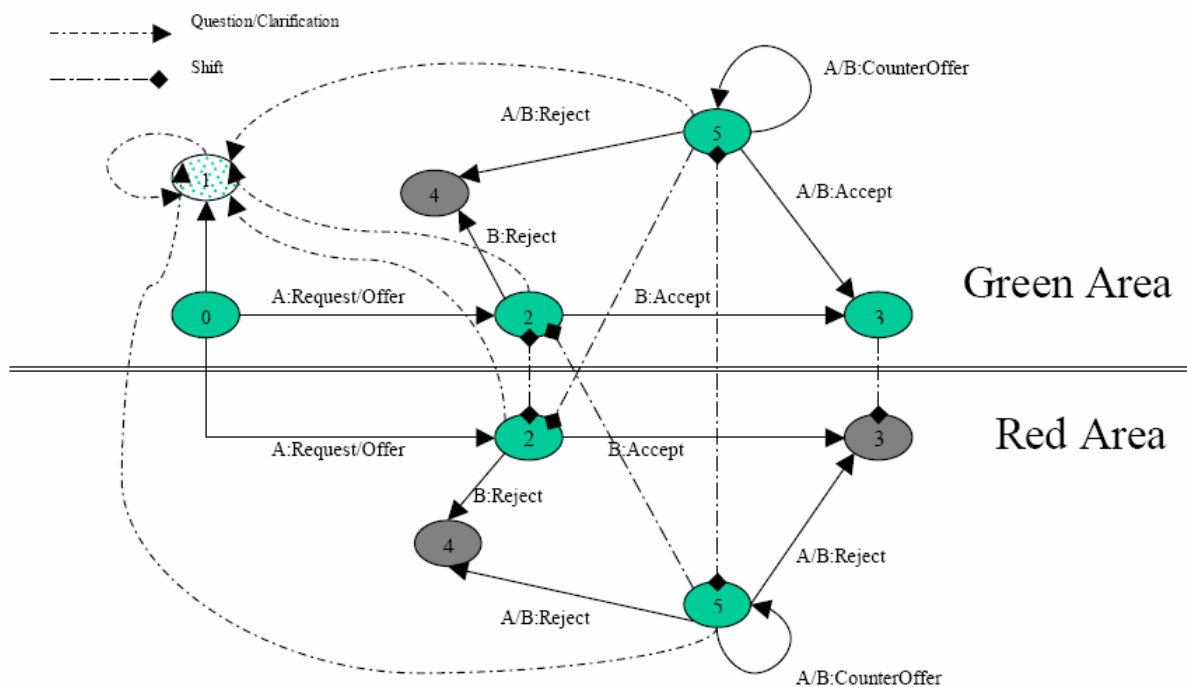 Question/Clarification
Shift
A/B:CounterOffer
A/B:Reject
5
1
4
A/B:Accept
B:Reject
Green Area
A:Request/Offer
B:Accept
0
2
3
Red Area
2
3
A:Request/Offer
B:Accept
B:Reject
4
A/B:Reject
5
A/B:Reject
A/B:CounterOffer